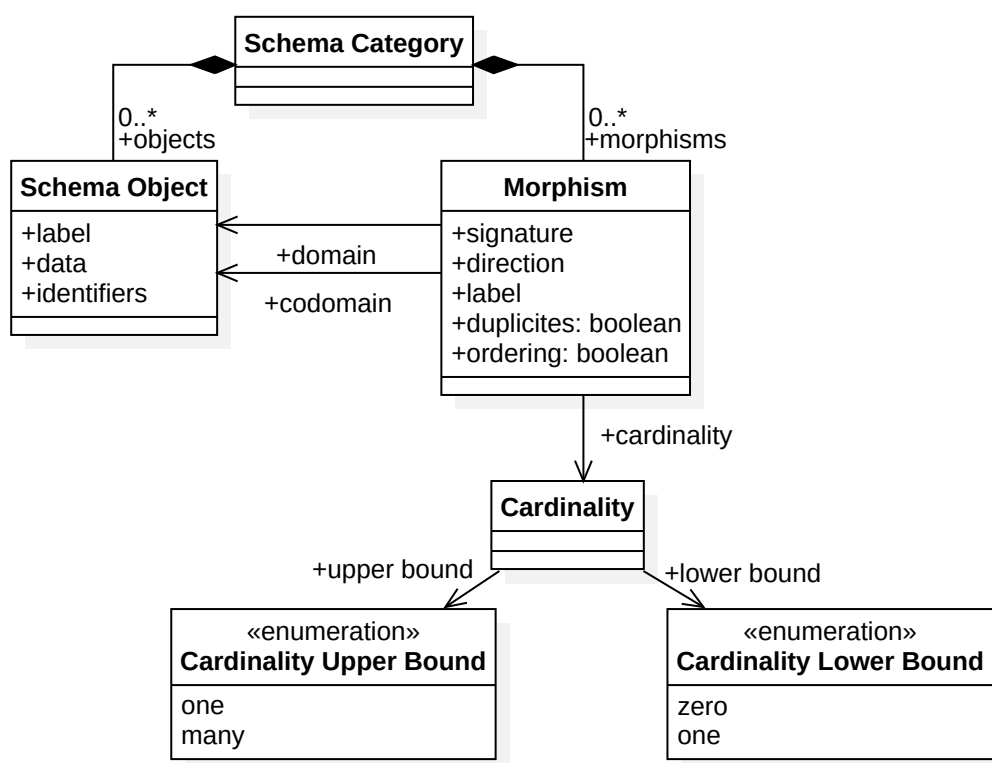 Schema Category
0..*
+objects
0..*
+morphisms
Schema Object
+label
+data
+identifiers
+domain
+codomain
Morphism
+signature
+direction
+label
+duplicites: boolean
+ordering: boolean
+cardinality
Cardinality
+upper bound
+lower bound
«enumeration»
Cardinality Upper Bound
one
many
«enumeration»
Cardinality Lower Bound
zero
one